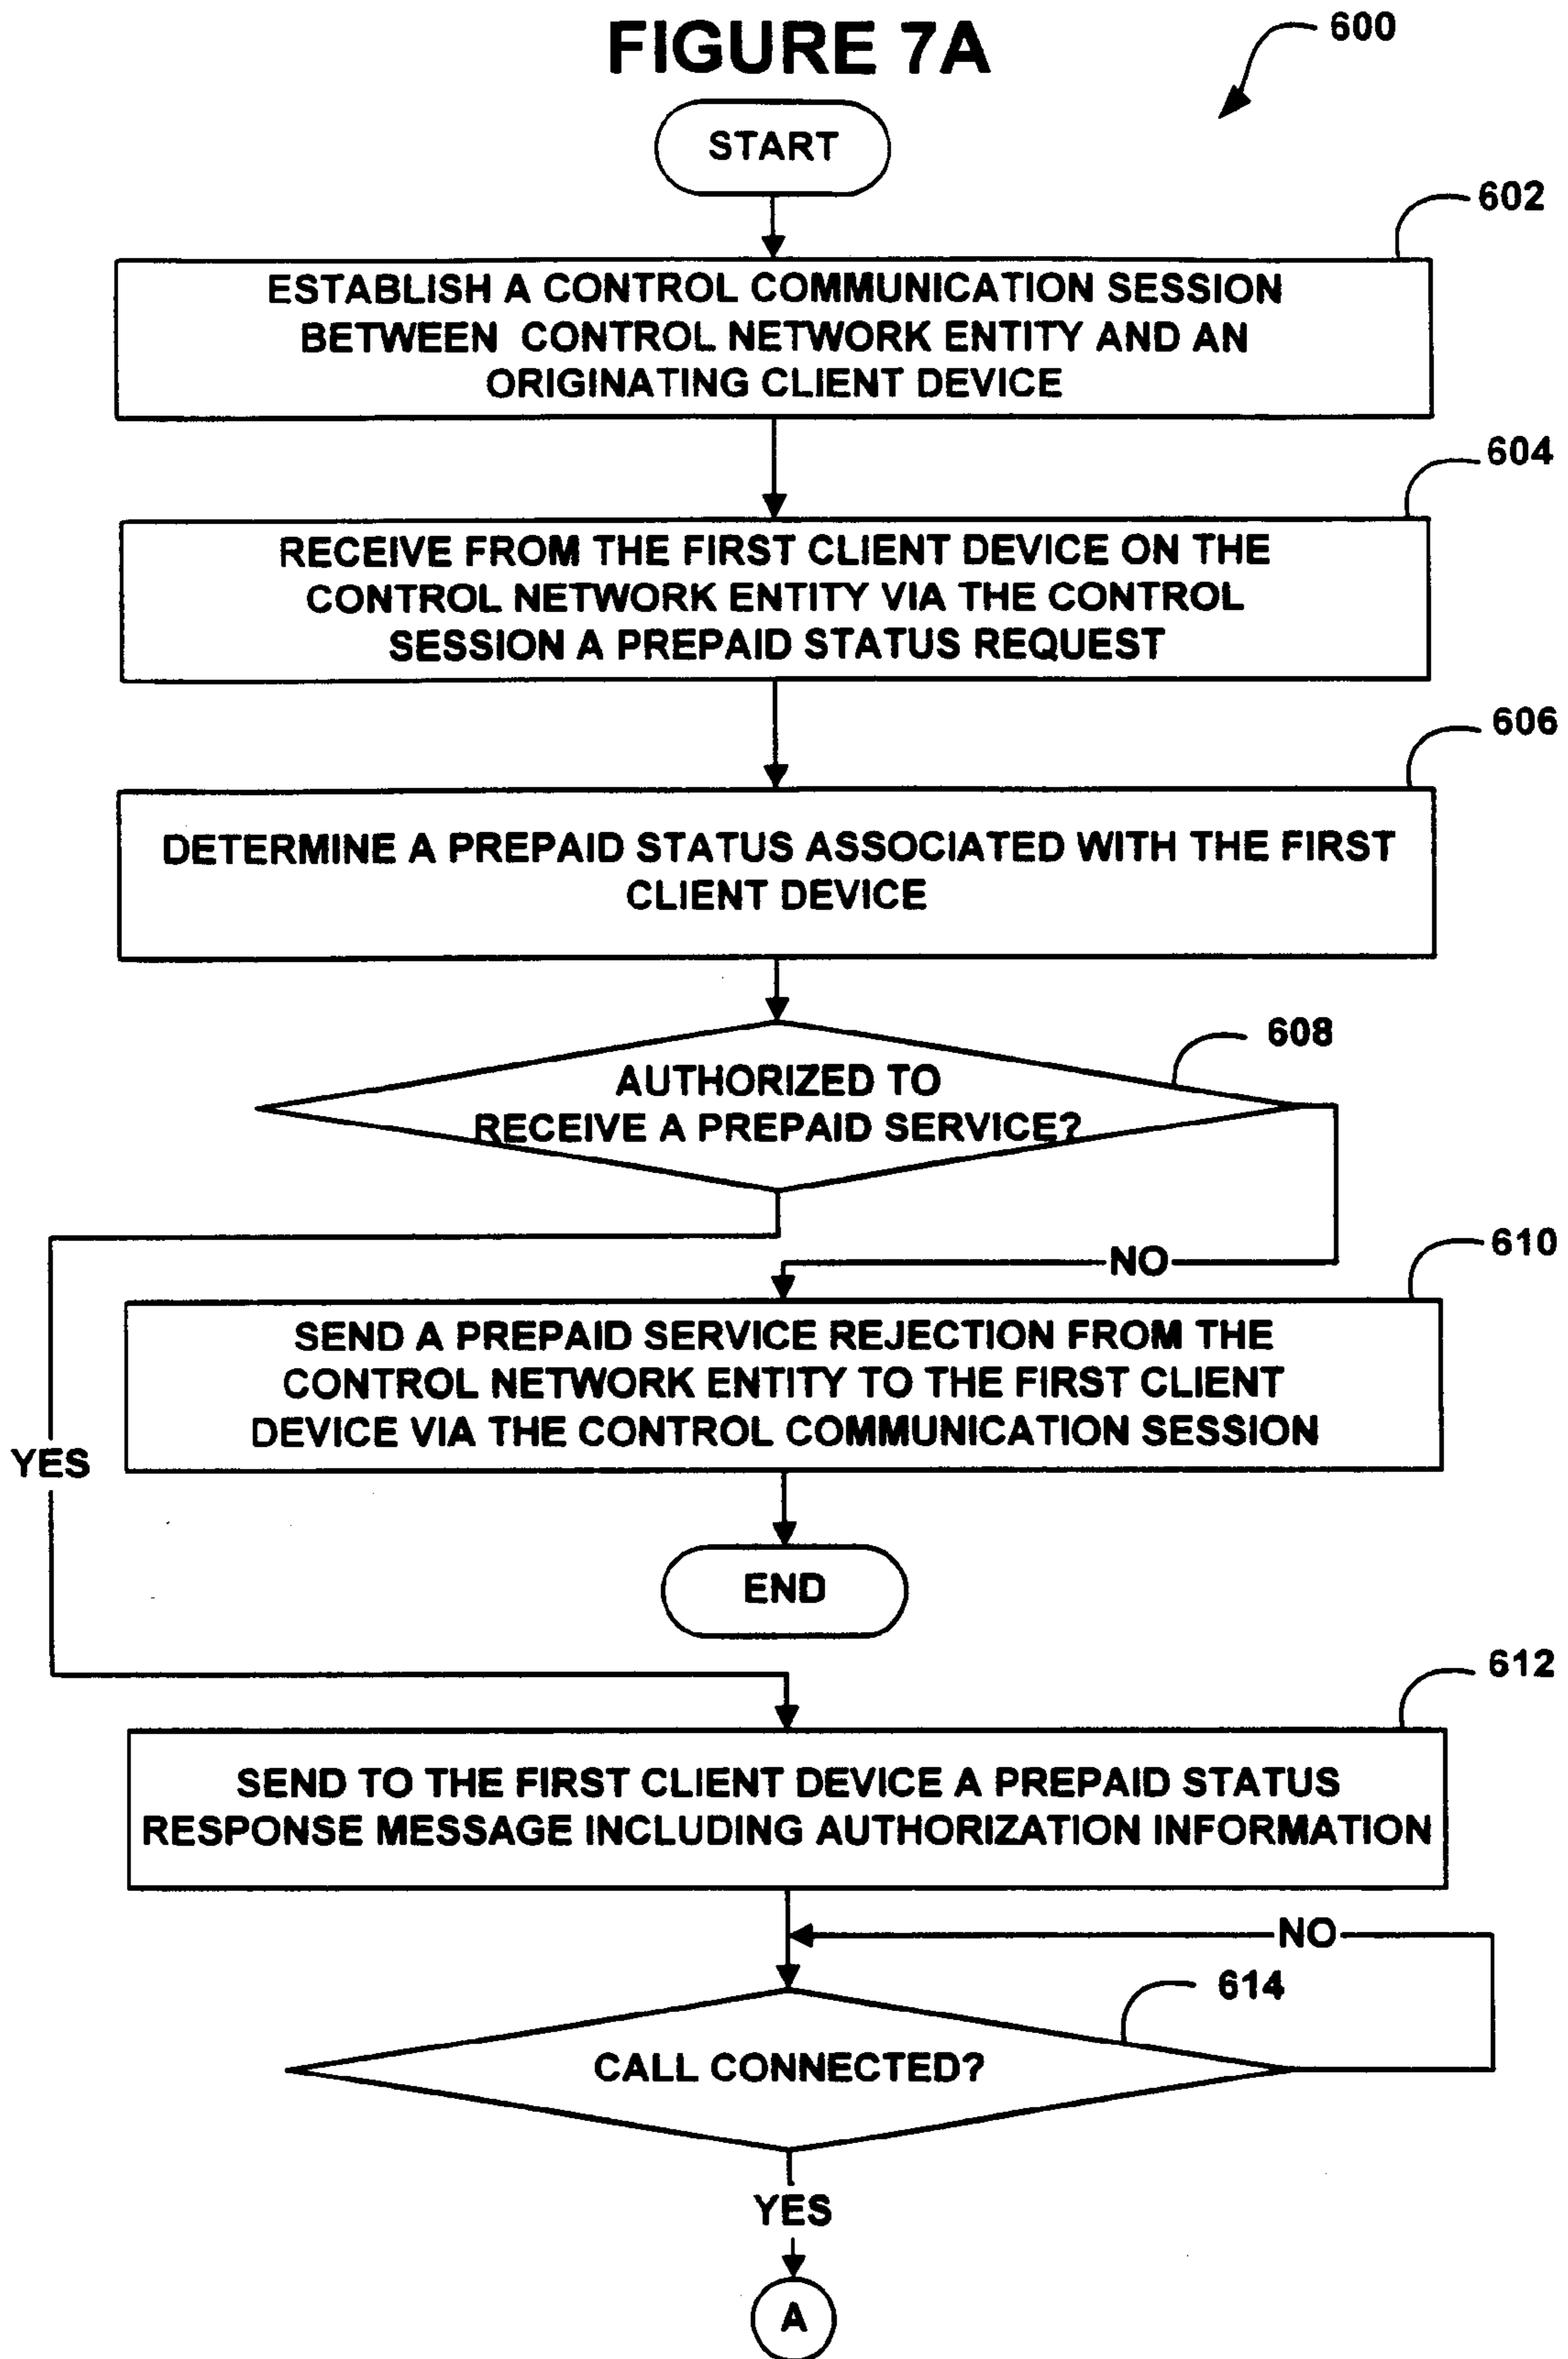 FIGURE 7A
600
START
602
ESTABLISH A CONTROL COMMUNICATION SESSION
BETWEEN CONTROL NETWORK ENTITY AND AN
ORIGINATING CLIENT DEVICE
604
RECEIVE FROM THE FIRST CLIENT DEVICE ON THE
CONTROL NETWORK ENTITY VIA THE CONTROL
SESSION A PREPAID STATUS REQUEST
606
DETERMINE A PREPAID STATUS ASSOCIATED WITH THE FIRST
CLIENT DEVICE
608
AUTHORIZED TO
RECEIVE A PREPAID SERVICE?
NO
610
SEND A PREPAID SERVICE REJECTION FROM THE
CONTROL NETWORK ENTITY TO THE FIRST CLIENT
DEVICE VIA THE CONTROL COMMUNICATION SESSION
YES
END
612
SEND TO THE FIRST CLIENT DEVICE A PREPAID STATUS
RESPONSE MESSAGE INCLUDING AUTHORIZATION INFORMATION
NO
614
CALL CONNECTED?
YES
A